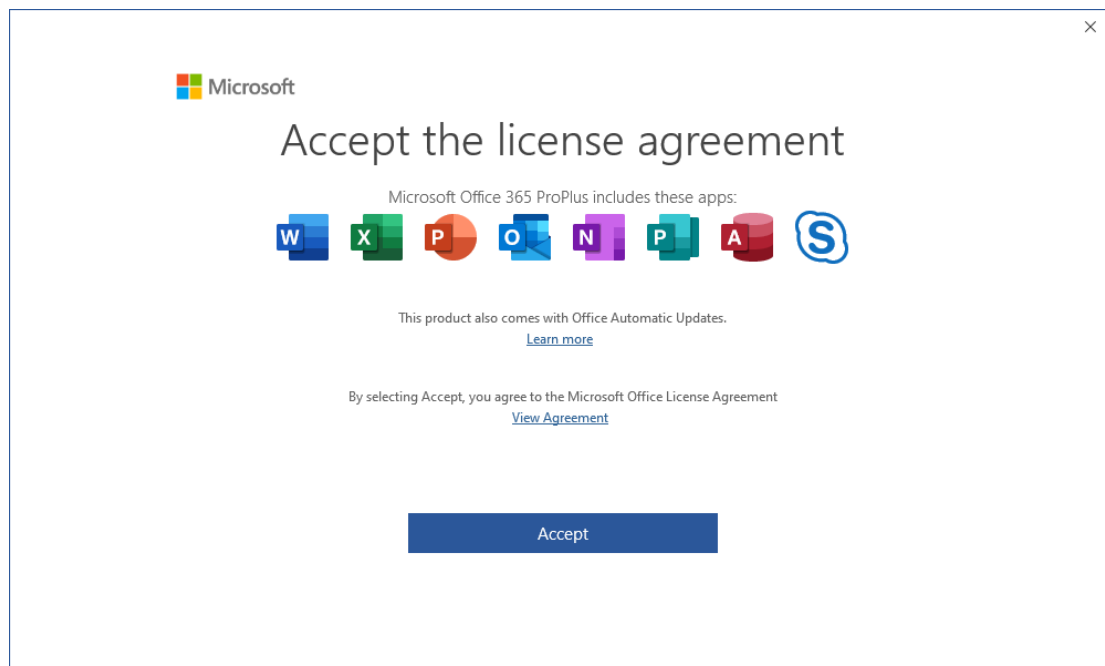 Microsoft
Accept the license agreement
Microsoft Office 365 ProPlus includes these apps:
W X P O N P A S
This product also comes with Office Automatic Updates.
Learn more
By selecting Accept, you agree to the Microsoft Office License Agreement
View Agreement
Accept